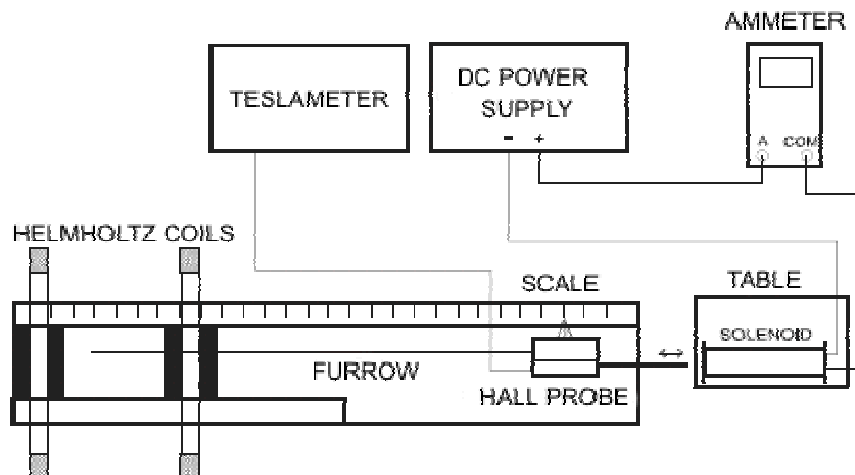 AMMETER
TESLAMETER
DC POWER
SUPPLY
- +
A COM
HELMHOLTZ COILS
SCALE
TABLE
SOLENOID
FURROW
HALL PROBE